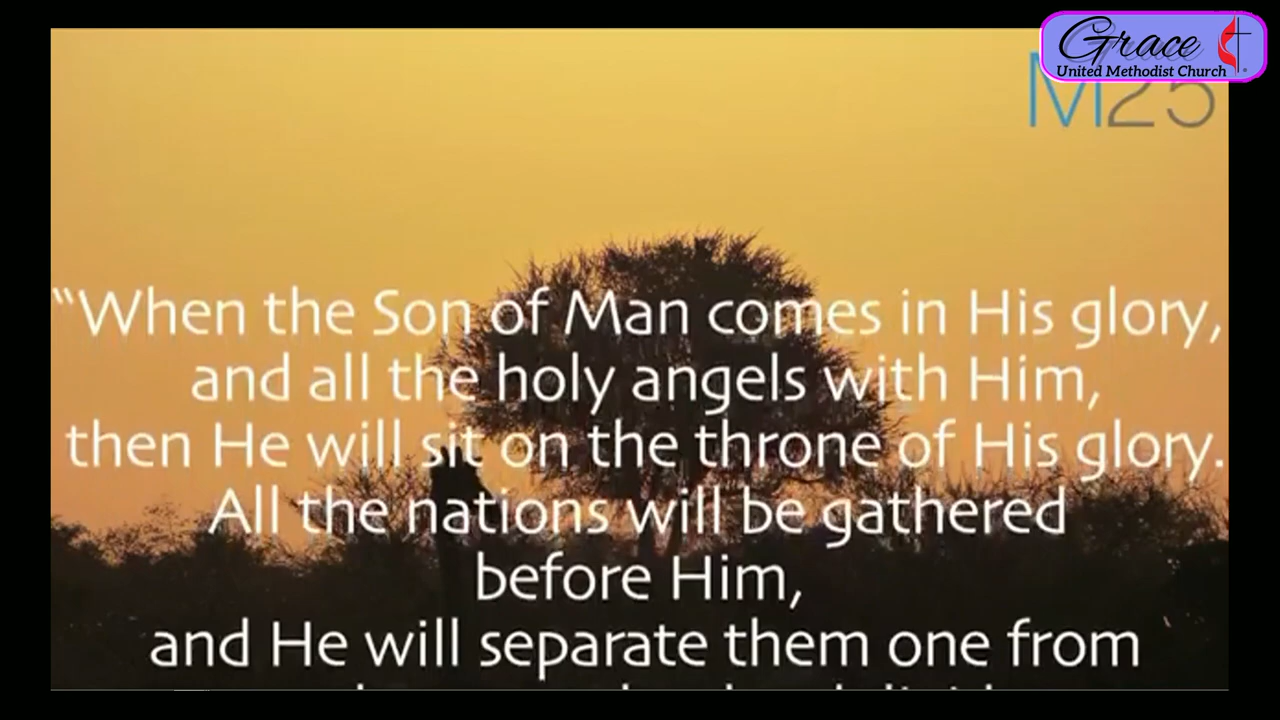 Grace
United Methodist Church
M25
“When the Son of Man comes in His glory,
and all the holy angels with Him,
then He will sit on the throne of His glory.
All the nations will be gathered
before Him,
and He will separate them one from